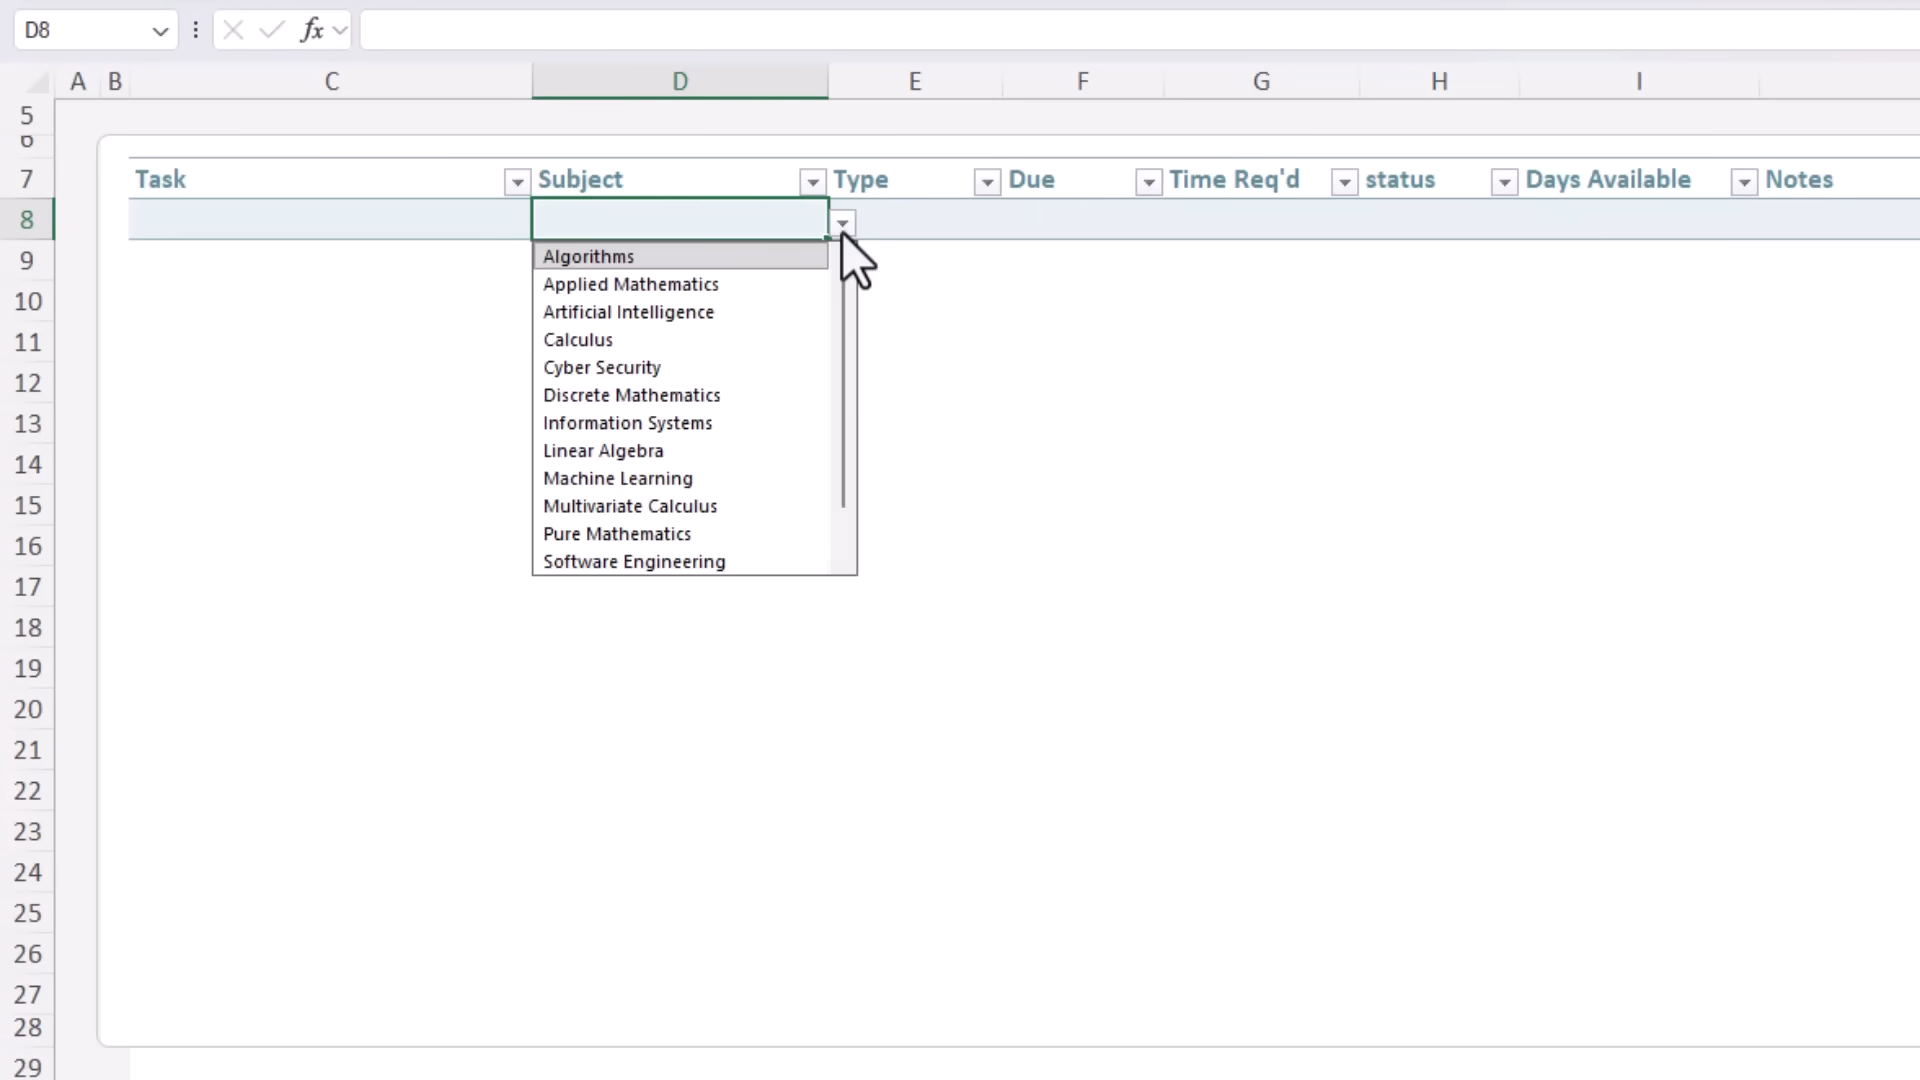 D8
fx
A B C D E F G H I
5
6
7 Task Subject Type Due Time Req'd status Days Available Notes
8
9 Algorithms
Applied Mathematics
10 Artificial Intelligence
11 Calculus
Cyber Security
12 Discrete Mathematics
13 Information Systems
14 Linear Algebra
Machine Learning
15 Multivariate Calculus
16 Pure Mathematics
Software Engineering
17
18
19
20
21
22
23
24
25
26
27
28
29